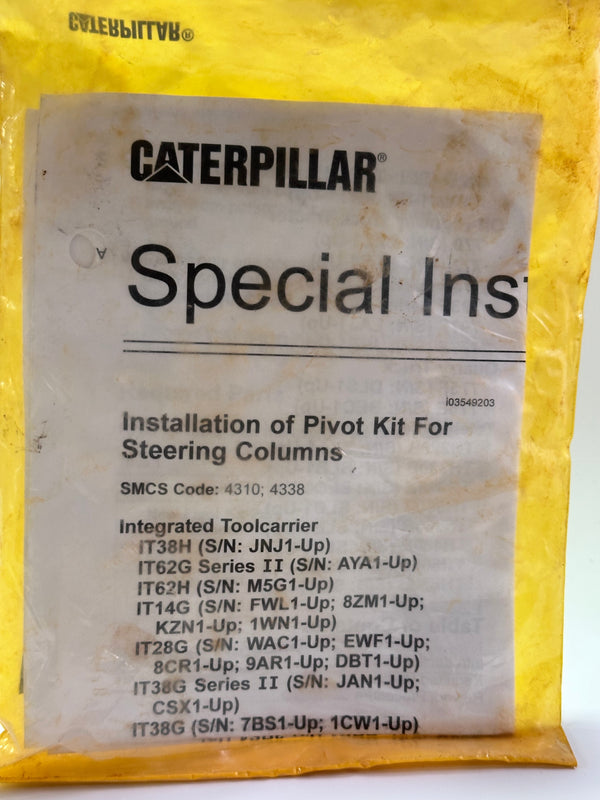 CATERPILLAR®
CATERPILLAR®
Special Inst
i03549203
Installation of Pivot Kit For
Steering Columns
SMCS Code: 4310; 4338
Integrated Toolcarrier
IT38H (S/N: JNJ1-Up)
IT62G Series II (S/N: AYA1-Up)
IT62H (S/N: M5G1-Up)
IT14G (S/N: FWL1-Up; 8ZM1-Up;
KZN1-Up; 1WN1-Up)
IT28G (S/N: WAC1-Up; EWF1-Up;
8CR1-Up; 9AR1-Up; DBT1-Up)
IT38G Series II (S/N: JAN1-Up;
CSX1-Up)
IT38G (S/N: 7BS1-Up; 1CW1-Up)